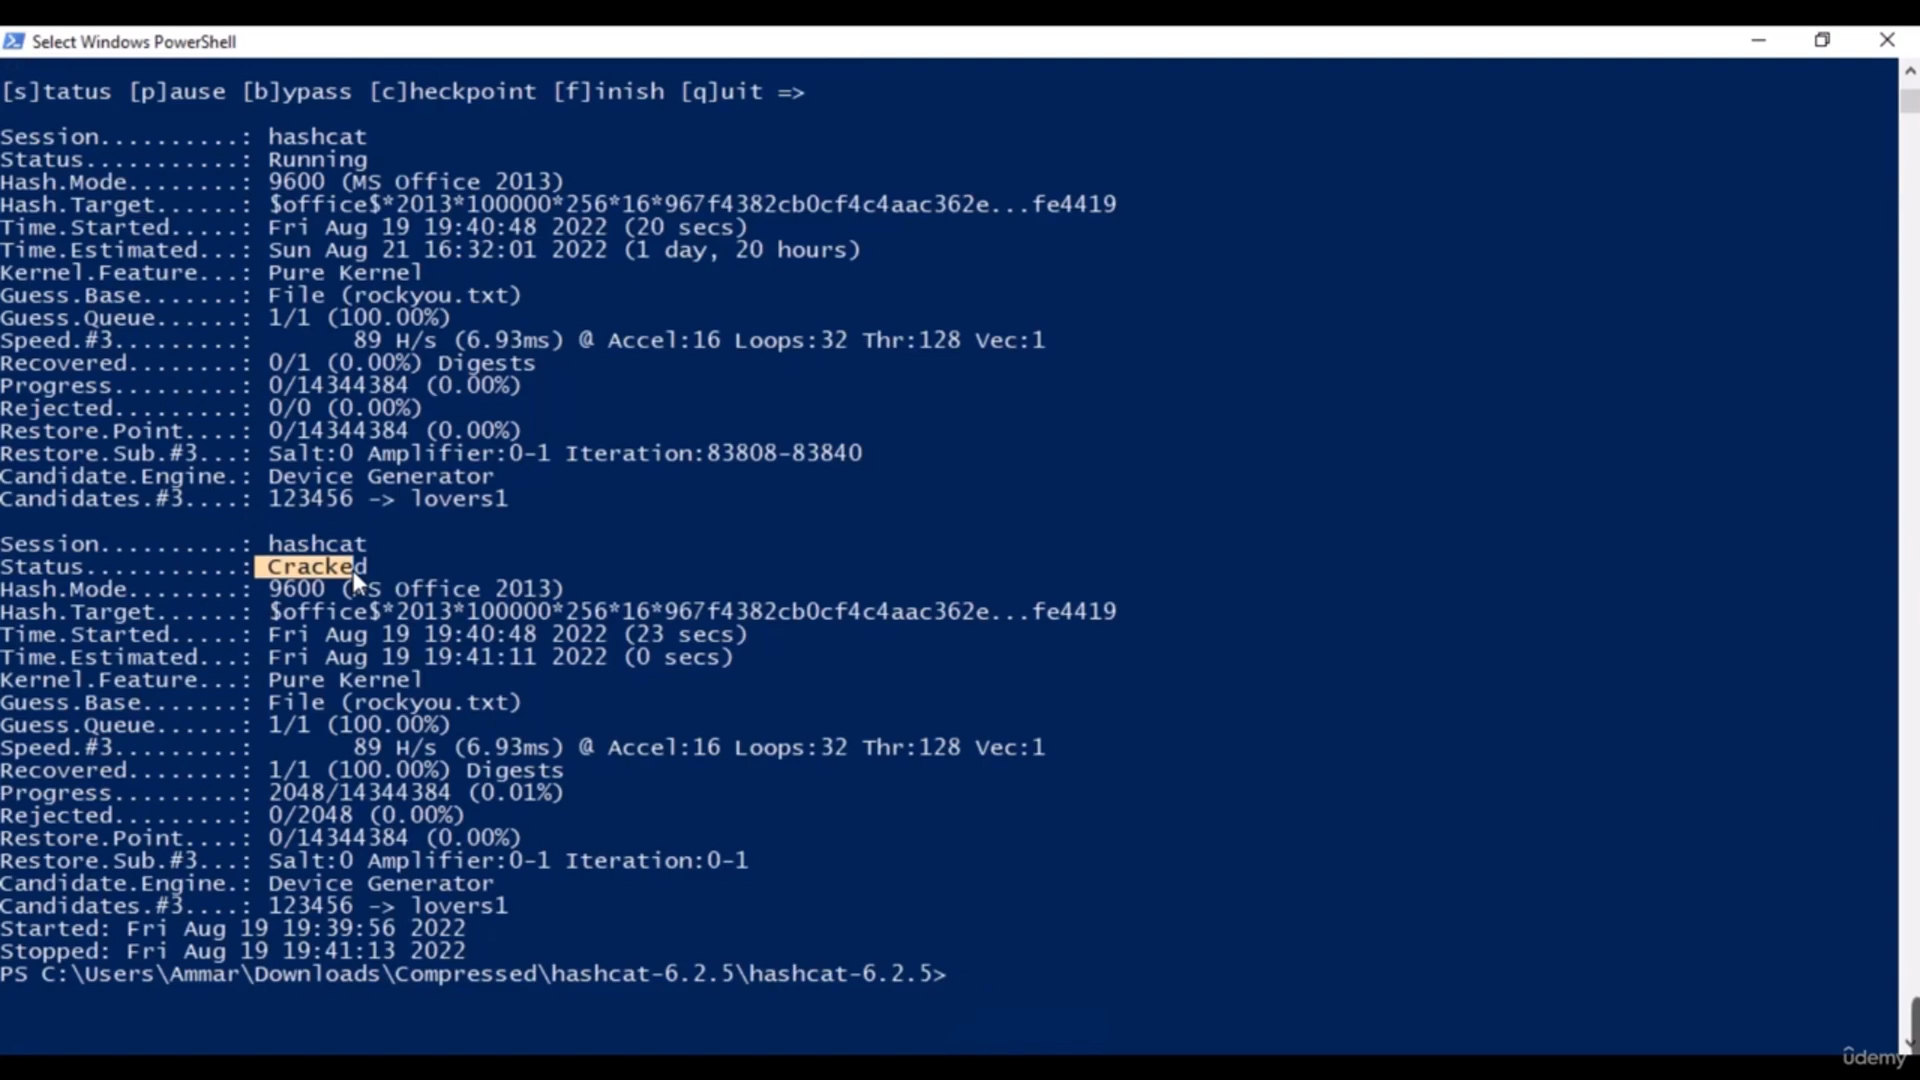 Select Windows PowerShell
[s]tatus [p]ause [b]ypass [c]heckpoint [f]inish [q]uit =>
Session..........: hashcat
Status...........: Running
Hash.Mode........: 9600 (MS Office 2013)
Hash.Target......: $office$*2013*100000*256*16*967f4382cb0cf4c4aac362e...fe4419
Time.Started.....: Fri Aug 19 19:40:48 2022 (20 secs)
Time.Estimated...: Sun Aug 21 16:32:01 2022 (1 day, 20 hours)
Kernel.Feature...: Pure Kernel
Guess.Base.......: File (rockyou.txt)
Guess.Queue......: 1/1 (100.00%)
Speed.#3.........:       89 H/s (6.93ms) @ Accel:16 Loops:32 Thr:128 Vec:1
Recovered........: 0/1 (0.00%) Digests
Progress.........: 0/14344384 (0.00%)
Rejected.........: 0/0 (0.00%)
Restore.Point....: 0/14344384 (0.00%)
Restore.Sub.#3...: Salt:0 Amplifier:0-1 Iteration:83808-83840
Candidate.Engine.: Device Generator
Candidates.#3....: 123456 -> lovers1
Session..........: hashcat
Status...........: Cracked
Hash.Mode........: 9600 (MS Office 2013)
Hash.Target......: $office$*2013*100000*256*16*967f4382cb0cf4c4aac362e...fe4419
Time.Started.....: Fri Aug 19 19:40:48 2022 (23 secs)
Time.Estimated...: Fri Aug 19 19:41:11 2022 (0 secs)
Kernel.Feature...: Pure Kernel
Guess.Base.......: File (rockyou.txt)
Guess.Queue......: 1/1 (100.00%)
Speed.#3.........:       89 H/s (6.93ms) @ Accel:16 Loops:32 Thr:128 Vec:1
Recovered........: 1/1 (100.00%) Digests
Progress.........: 2048/14344384 (0.01%)
Rejected.........: 0/2048 (0.00%)
Restore.Point....: 0/14344384 (0.00%)
Restore.Sub.#3...: Salt:0 Amplifier:0-1 Iteration:0-1
Candidate.Engine.: Device Generator
Candidates.#3....: 123456 -> lovers1
Started: Fri Aug 19 19:39:56 2022
Stopped: Fri Aug 19 19:41:13 2022
PS C:\Users\Ammar\Downloads\Compressed\hashcat-6.2.5\hashcat-6.2.5>
ûdemy